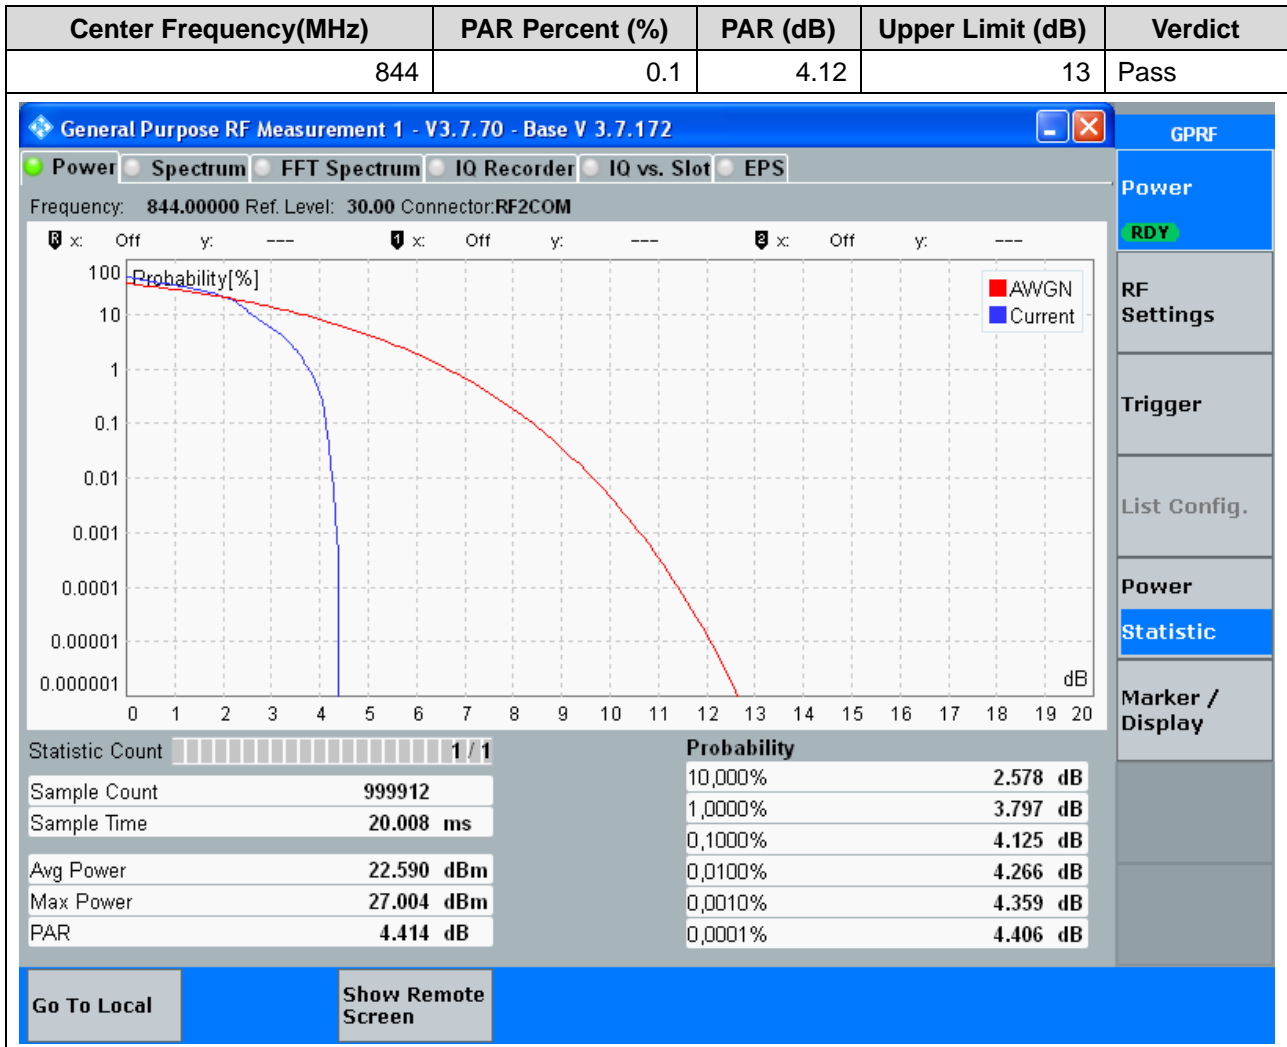 Center Frequency(MHz) PAR Percent (%) PAR (dB) Upper Limit (dB) Verdict
844 0.1 4.12 13 Pass
General Purpose RF Measurement 1 - V3.7.70 - Base V 3.7.172
GPRF
Power Spectrum FFT Spectrum IQ Recorder IQ vs. Slot EPS
Frequency: 844.00000 Ref. Level: 30.00 Connector:RF2COM
R x: Off y: --- 1 x: Off y: --- 2 x: Off y: ---
Probability[%]
AWGN
Current
100
10
1
0.1
0.01
0.001
0.0001
0.00001
0.000001
dB
0 1 2 3 4 5 6 7 8 9 10 11 12 13 14 15 16 17 18 19 20
Statistic Count 1 / 1
Sample Count 999912
Sample Time 20.008 ms
Avg Power 22.590 dBm
Max Power 27.004 dBm
PAR 4.414 dB
Probability
10,000% 2.578 dB
1,0000% 3.797 dB
0,1000% 4.125 dB
0,0100% 4.266 dB
0,0010% 4.359 dB
0,0001% 4.406 dB
Power
RDY
RF
Settings
Trigger
List Config.
Power
Statistic
Marker /
Display
Go To Local
Show Remote
Screen